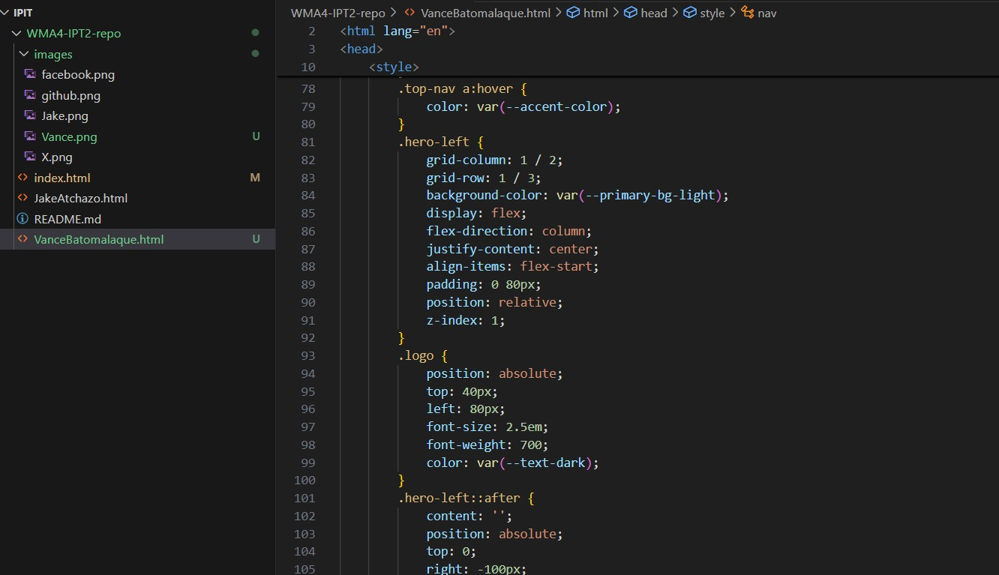 IPIT
WMA4-IPT2-repo
images
facebook.png
github.png
Jake.png
Vance.png U
X.png
index.html M
JakeAtchazo.html
README.md
VanceBatomalaque.html U
WMA4-IPT2-repo > VanceBatomalaque.html > html > head > style > nav
2 <html lang="en">
3 <head>
10 <style>
78 .top-nav a:hover {
79 color: var(--accent-color);
80 }
81 .hero-left {
82 grid-column: 1 / 2;
83 grid-row: 1 / 3;
84 background-color: var(--primary-bg-light);
85 display: flex;
86 flex-direction: column;
87 justify-content: center;
88 align-items: flex-start;
89 padding: 0 80px;
90 position: relative;
91 z-index: 1;
92 }
93 .logo {
94 position: absolute;
95 top: 40px;
96 left: 80px;
97 font-size: 2.5em;
98 font-weight: 700;
99 color: var(--text-dark);
100 }
101 .hero-left::after {
102 content: '';
103 position: absolute;
104 top: 0;
105 right: -100px;